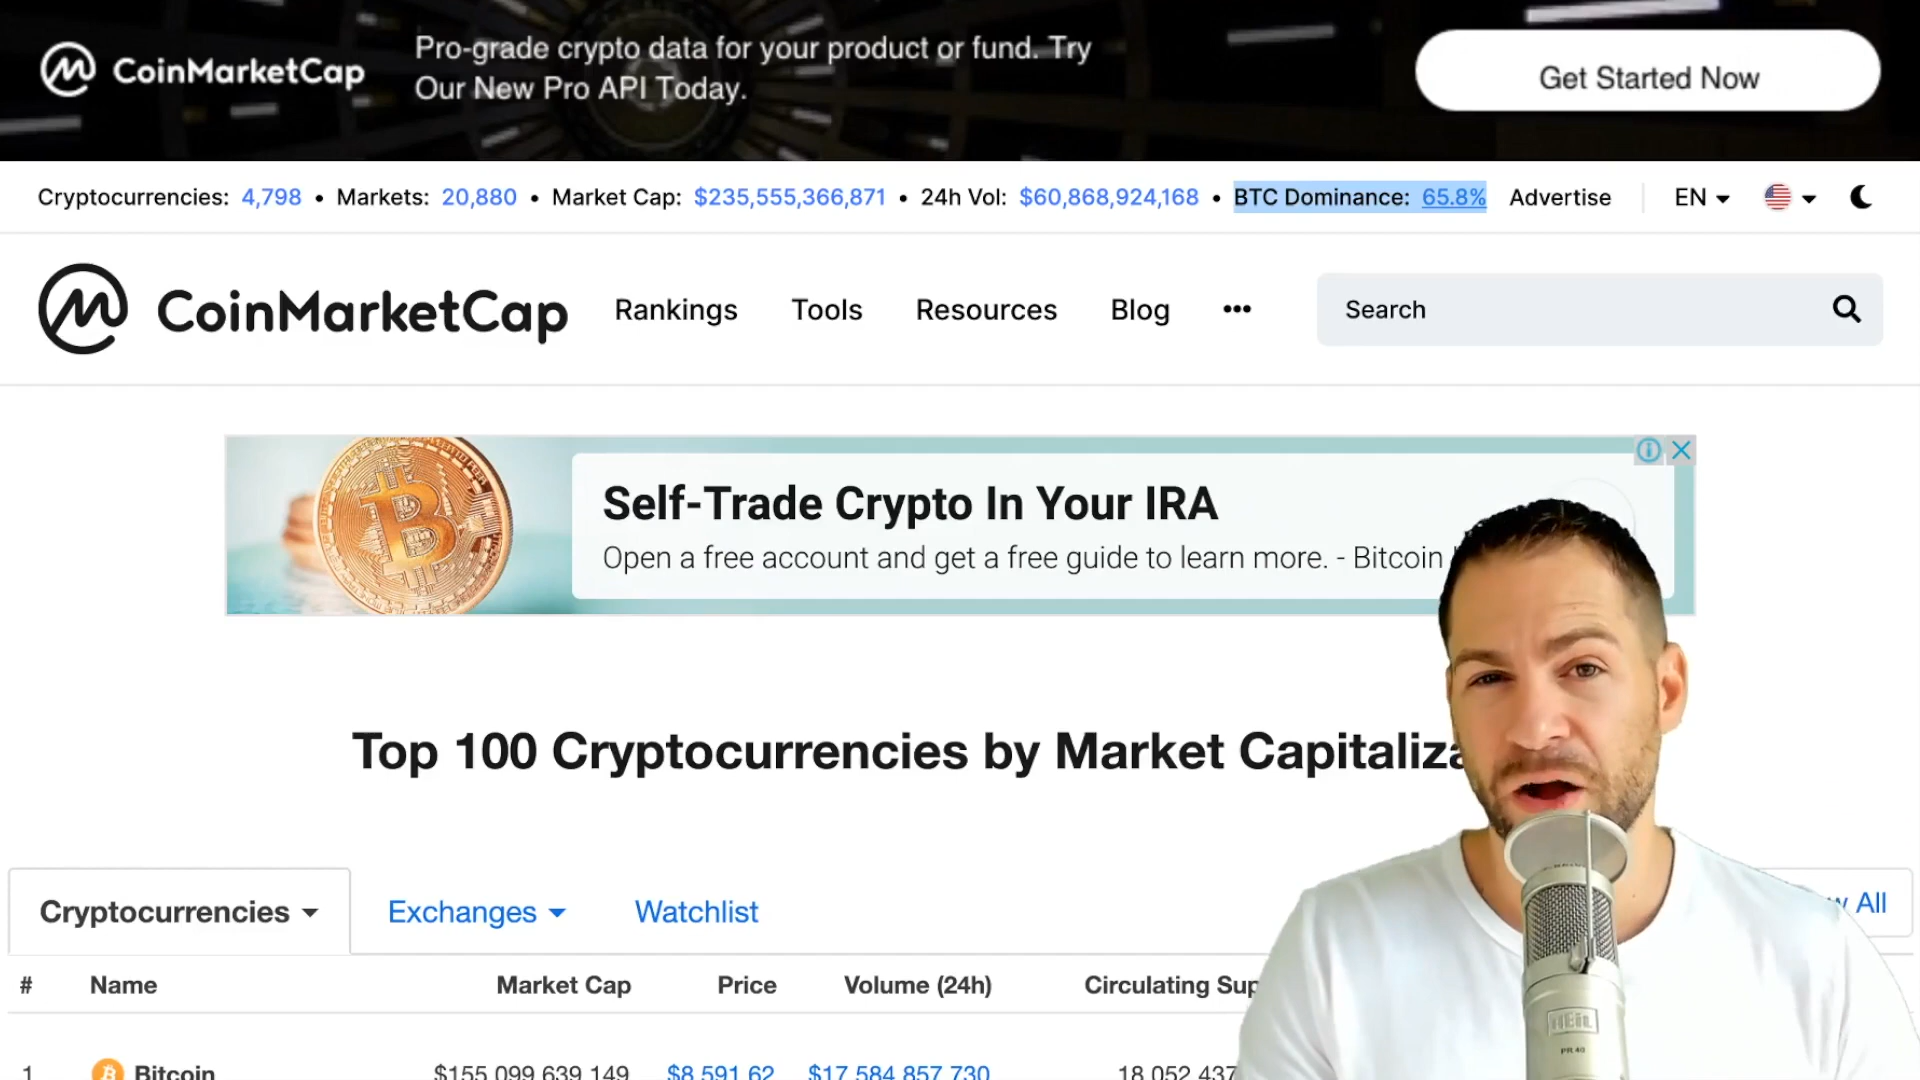 CoinMarketCap
Pro-grade crypto data for your product or fund. Try
Our New Pro API Today.
Get Started Now
Cryptocurrencies: 4,798 • Markets: 20,880 • Market Cap: $235,555,366,871 • 24h Vol: $60,868,924,168 • BTC Dominance: 65.8% Advertise EN
CoinMarketCap Rankings Tools Resources Blog ••• Search
Self-Trade Crypto In Your IRA
Open a free account and get a free guide to learn more. - Bitcoin
Top 100 Cryptocurrencies by Market Capitaliza
Cryptocurrencies Exchanges Watchlist All
# Name Market Cap Price Volume (24h) Circulating Sup
1 Bitcoin $155,099,639,149 $8,591.62 $17,584,857,730 18,052,437
HEiL
PR 40